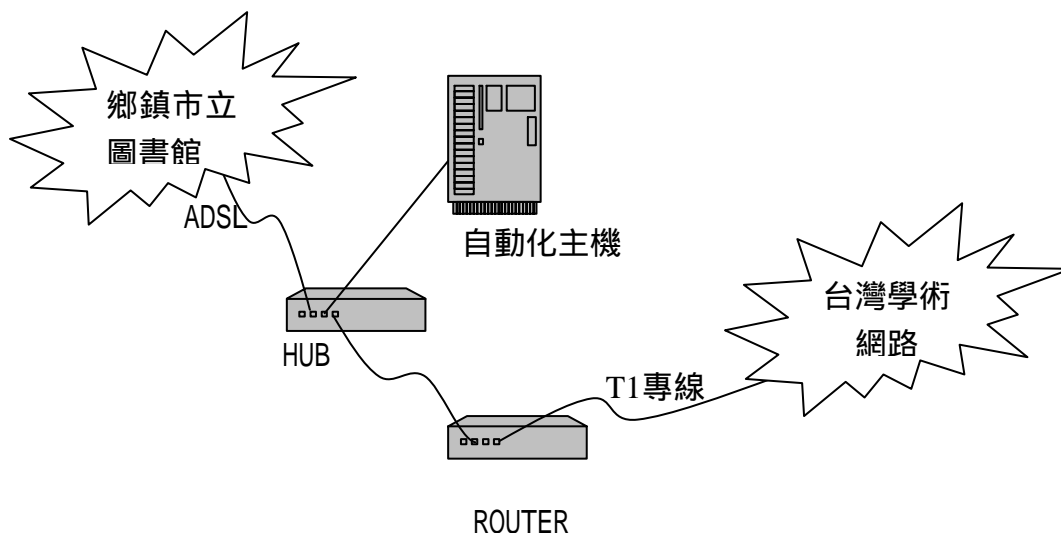 鄉鎮市立
圖書館
ADSL
自動化主機
HUB
台灣學術
網路
T1專線
ROUTER